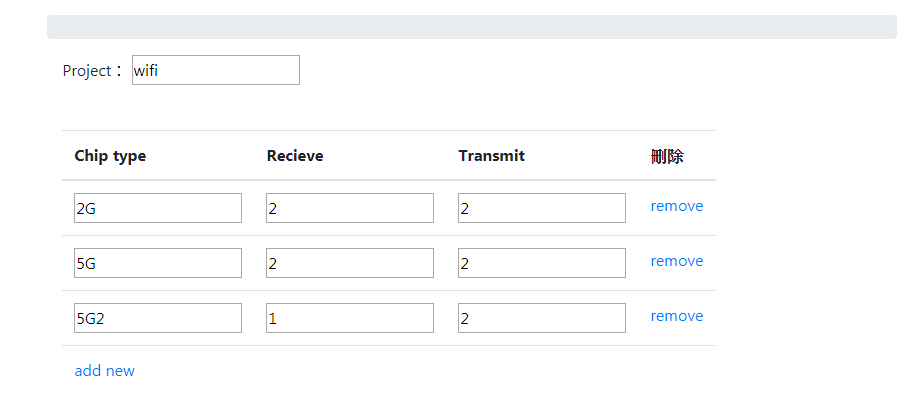 Project： wifi
Chip type Recieve Transmit 刪除
2G 2 2 remove
5G 2 2 remove
5G2 1 2 remove
add new